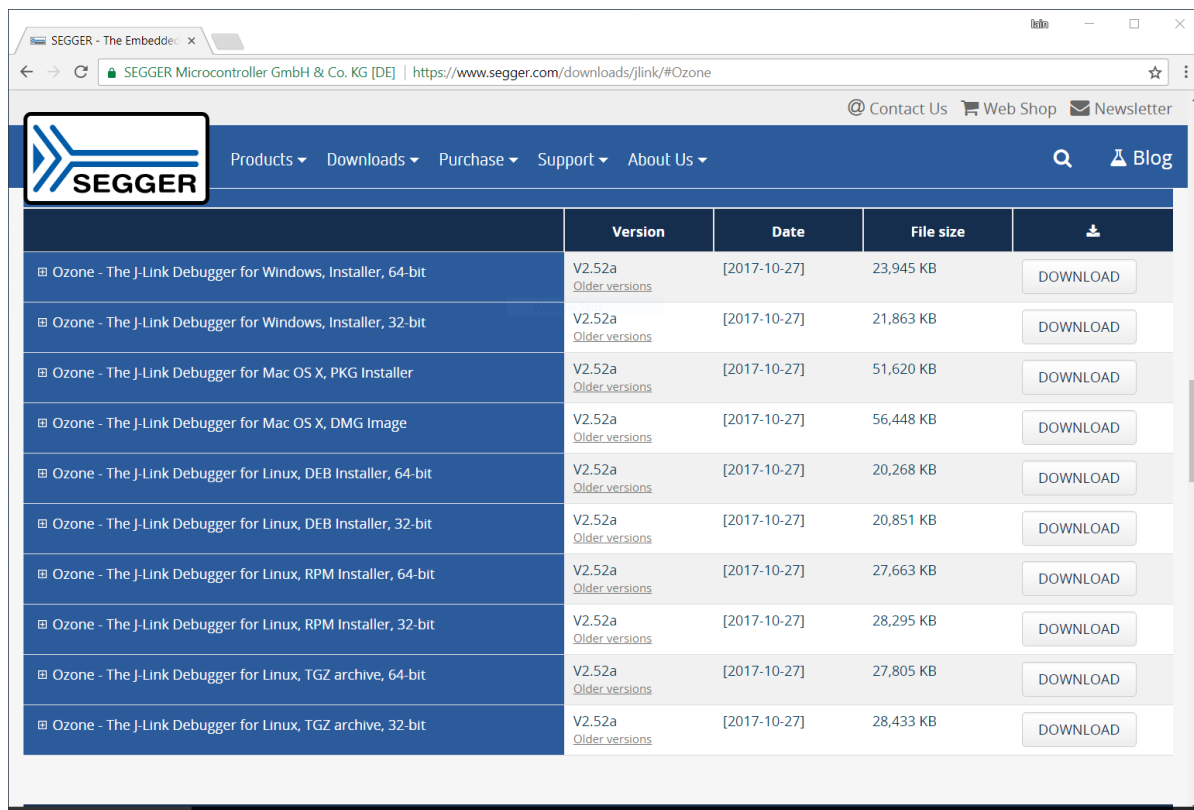 SEGGER - The Embedded
Iain
SEGGER Microcontroller GmbH & Co. KG [DE] | https://www.segger.com/downloads/jlink/#Ozone
Contact Us Web Shop Newsletter
SEGGER
Products Downloads Purchase Support About Us Blog
Version Date File size
Ozone - The J-Link Debugger for Windows, Installer, 64-bit V2.52a [2017-10-27] 23,945 KB DOWNLOAD
Older versions
Ozone - The J-Link Debugger for Windows, Installer, 32-bit V2.52a [2017-10-27] 21,863 KB DOWNLOAD
Older versions
Ozone - The J-Link Debugger for Mac OS X, PKG Installer V2.52a [2017-10-27] 51,620 KB DOWNLOAD
Older versions
Ozone - The J-Link Debugger for Mac OS X, DMG Image V2.52a [2017-10-27] 56,448 KB DOWNLOAD
Older versions
Ozone - The J-Link Debugger for Linux, DEB Installer, 64-bit V2.52a [2017-10-27] 20,268 KB DOWNLOAD
Older versions
Ozone - The J-Link Debugger for Linux, DEB Installer, 32-bit V2.52a [2017-10-27] 20,851 KB DOWNLOAD
Older versions
Ozone - The J-Link Debugger for Linux, RPM Installer, 64-bit V2.52a [2017-10-27] 27,663 KB DOWNLOAD
Older versions
Ozone - The J-Link Debugger for Linux, RPM Installer, 32-bit V2.52a [2017-10-27] 28,295 KB DOWNLOAD
Older versions
Ozone - The J-Link Debugger for Linux, TGZ archive, 64-bit V2.52a [2017-10-27] 27,805 KB DOWNLOAD
Older versions
Ozone - The J-Link Debugger for Linux, TGZ archive, 32-bit V2.52a [2017-10-27] 28,433 KB DOWNLOAD
Older versions